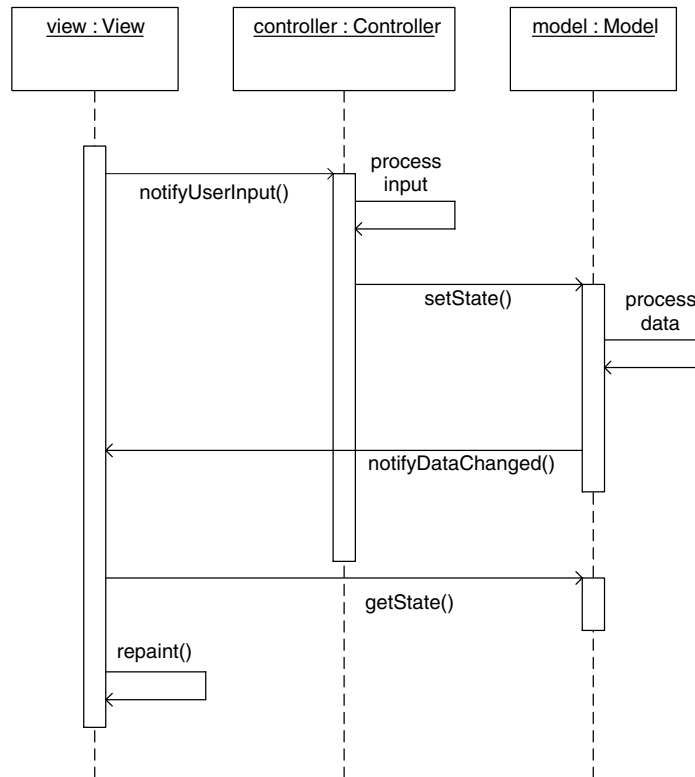 view : View
controller : Controller
model : Model
notifyUserInput()
process
input
setState()
process
data
notifyDataChanged()
getState()
repaint()